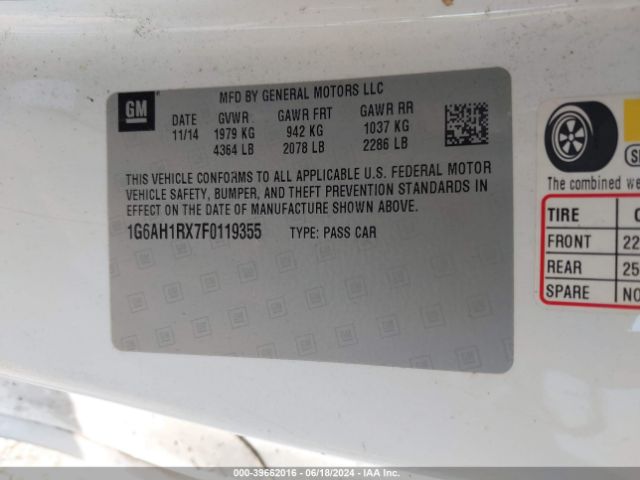 GM
MFD BY GENERAL MOTORS LLC
DATE GVWR GAWR FRT GAWR RR
11/14 1979 KG 942 KG 1037 KG
4364 LB 2078 LB 2286 LB
THIS VEHICLE CONFORMS TO ALL APPLICABLE U.S. FEDERAL MOTOR
VEHICLE SAFETY, BUMPER, AND THEFT PREVENTION STANDARDS IN
EFFECT ON THE DATE OF MANUFACTURE SHOWN ABOVE.
1G6AH1RX7F0119355 TYPE: PASS CAR
The combined we
TIRE
FRONT 22
REAR 25
SPARE NO
000-39662016 - 06/18/2024 - IAA Inc.